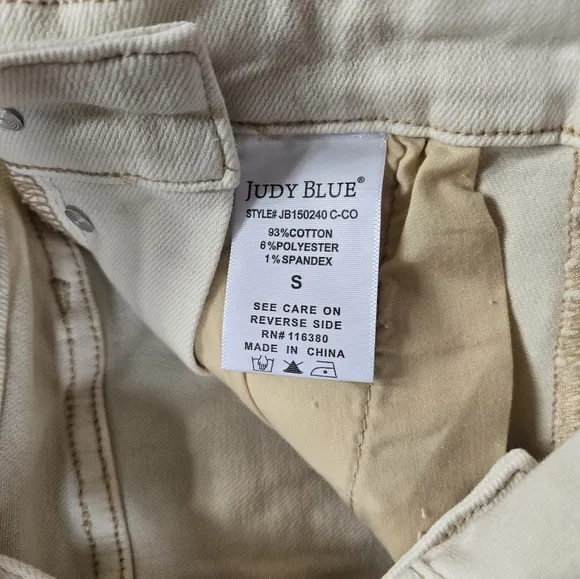 JUDY BLUE®
STYLE# JB150240 C-CO
93%COTTON
6%POLYESTER
1%SPANDEX
S
SEE CARE ON
REVERSE SIDE
RN# 116380
MADE IN CHINA